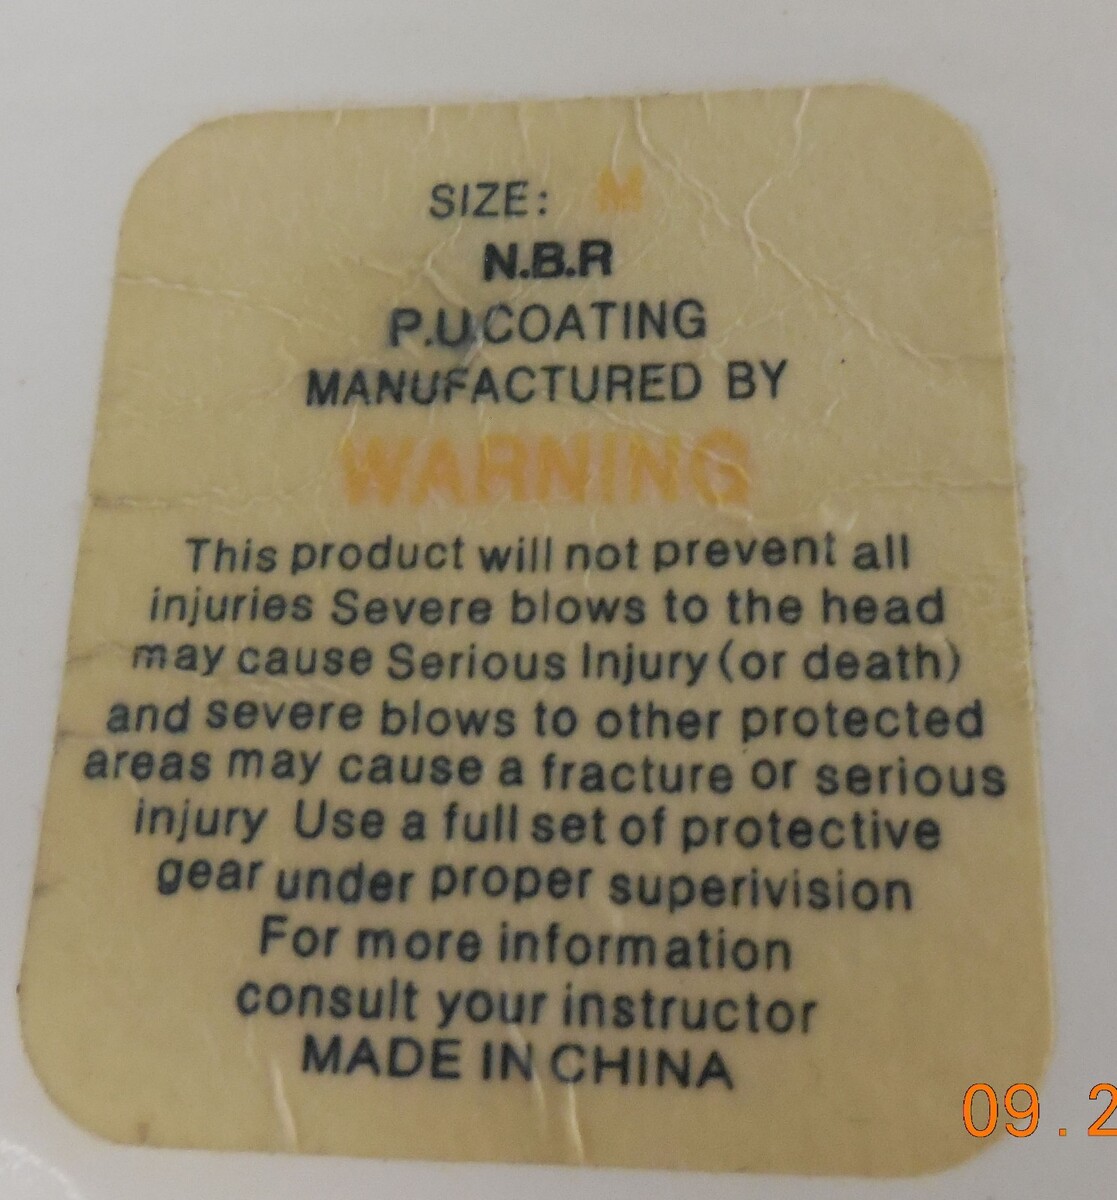 SIZE: M
N.B.R
P.U COATING
MANUFACTURED BY
WARNING
This product will not prevent all
injuries Severe blows to the head
may cause Serious Injury (or death)
and severe blows to other protected
areas may cause a fracture or serious
injury Use a full set of protective
gear under proper superivision
For more information
consult your instructor
MADE IN CHINA
09.2